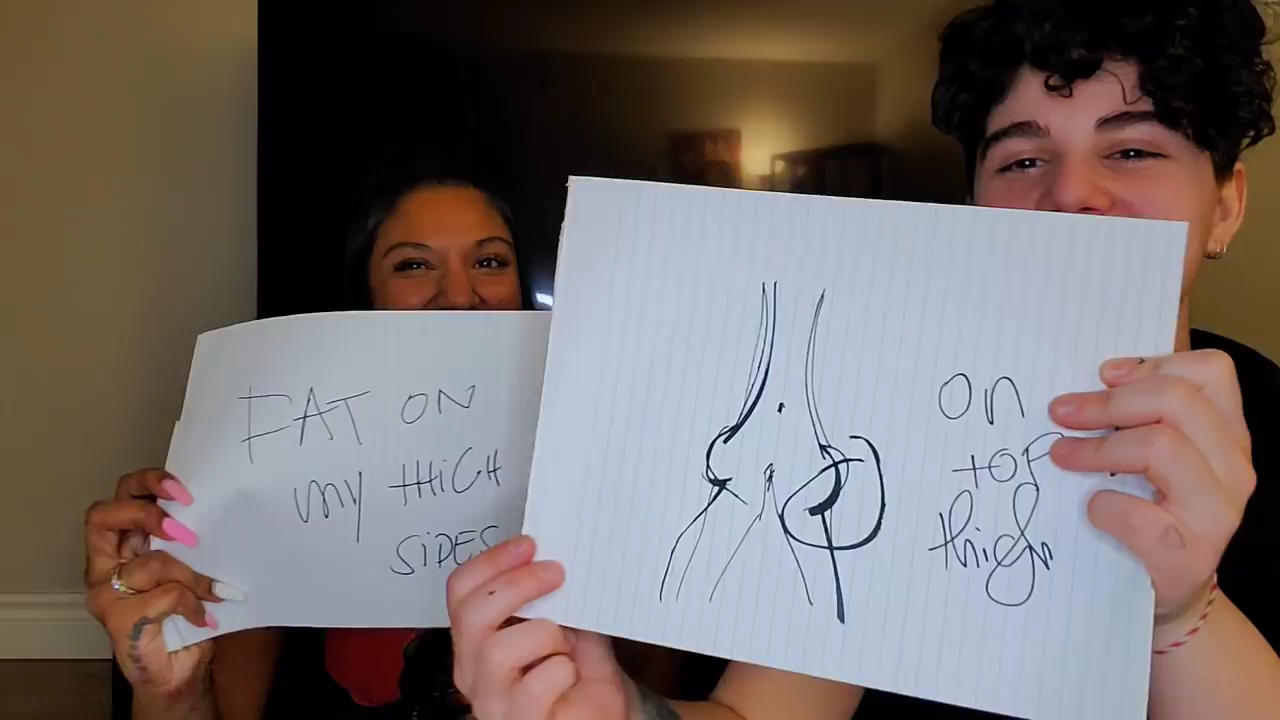 FAT ON
my tHiGH
SiDES
on
top
thigh